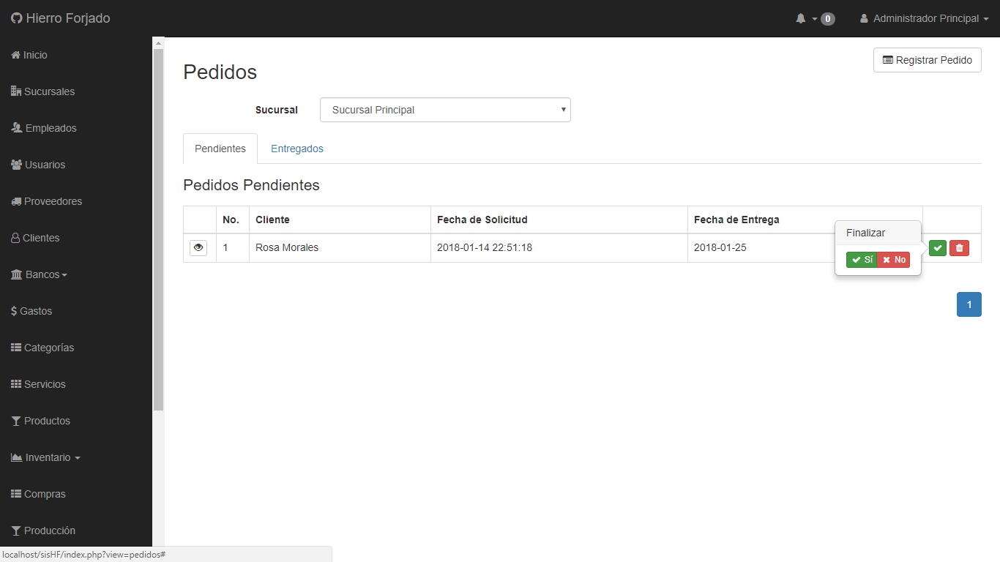 Hierro Forjado
0
Administrador Principal
Inicio
Sucursales
Empleados
Usuarios
Proveedores
Clientes
Bancos
$ Gastos
Categorías
Servicios
Productos
Inventario
Compras
Producción
Pedidos
Registrar Pedido
Sucursal
Sucursal Principal
Pendientes
Entregados
Pedidos Pendientes
No.
Cliente
Fecha de Solicitud
Fecha de Entrega
1
Rosa Morales
2018-01-14 22:51:18
2018-01-25
Finalizar
Sí
No
1
localhost/sisHF/index.php?view=pedidos#